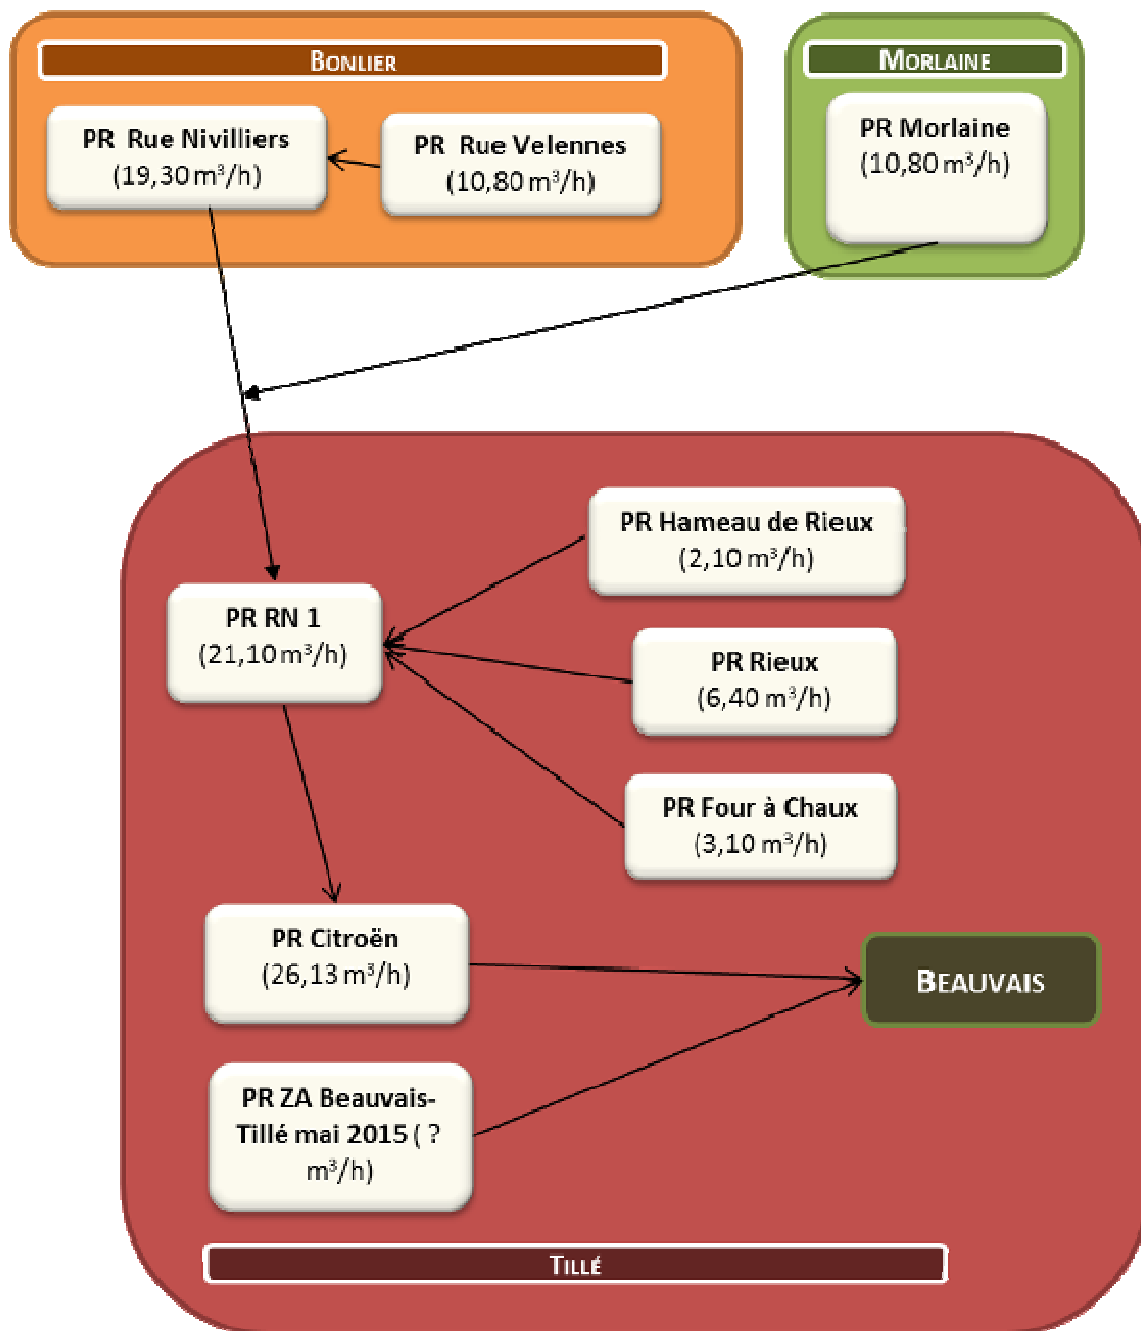 BONLIER
PR  Rue Nivilliers
(19,30 m³/h)
PR  Rue Velennes
(10,80 m³/h)
MORLAINE
PR Morlaine
(10,80 m³/h)
PR Hameau de Rieux
(2,10 m³/h)
PR RN 1
(21,10 m³/h)
PR Rieux
(6,40 m³/h)
PR Four à Chaux
(3,10 m³/h)
PR Citroën
(26,13 m³/h)
BEAUVAIS
PR ZA Beauvais-
Tillé mai 2015 ( ?
m³/h)
TILLÉ